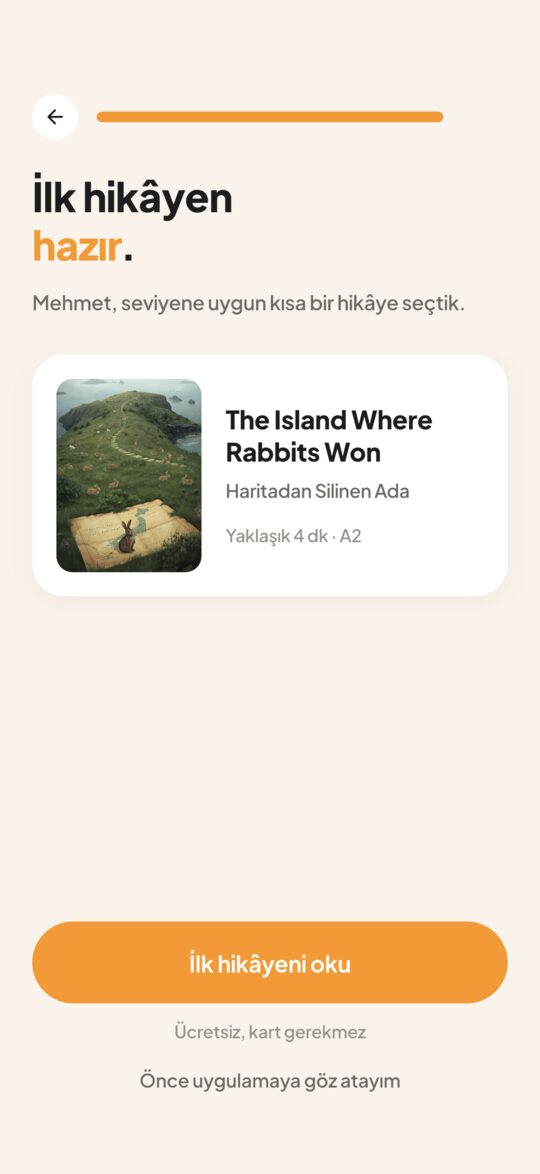 İlk hikâyen
hazır.
Mehmet, seviyene uygun kısa bir hikâye seçtik.
The Island Where
Rabbits Won
Haritadan Silinen Ada
Yaklaşık 4 dk · A2
İlk hikâyeni oku
Ücretsiz, kart gerekmez
Önce uygulamaya göz atayım